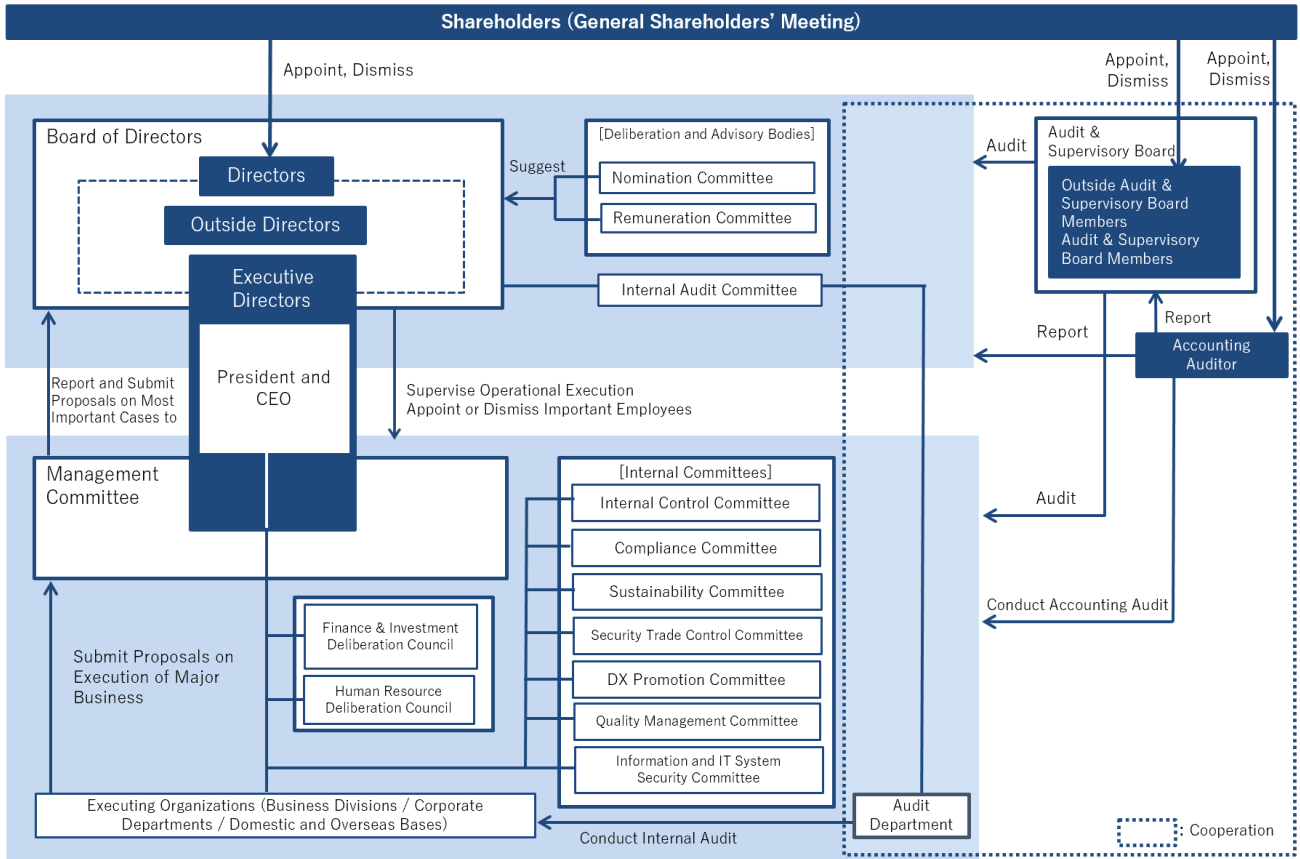 Shareholders (General Shareholders' Meeting)
Appoint, Dismiss
Appoint,
Dismiss
Appoint,
Dismiss
Board of Directors
Directors
Outside Directors
Executive
Directors
President and
CEO
Suggest
[Deliberation and Advisory Bodies]
Nomination Committee
Remuneration Committee
Internal Audit Committee
Audit
Audit &
Supervisory Board
Outside Audit &
Supervisory Board
Members
Audit & Supervisory
Board Members
Report
Report
Accounting
Auditor
Report and Submit
Proposals on Most
Important Cases to
Supervise Operational Execution
Appoint or Dismiss Important Employees
Management
Committee
[Internal Committees]
Internal Control Committee
Compliance Committee
Sustainability Committee
Security Trade Control Committee
DX Promotion Committee
Quality Management Committee
Information and IT System
Security Committee
Audit
Conduct Accounting Audit
Finance & Investment
Deliberation Council
Human Resource
Deliberation Council
Submit Proposals on
Execution of Major
Business
Executing Organizations (Business Divisions / Corporate
Departments / Domestic and Overseas Bases)
Conduct Internal Audit
Audit
Department
: Cooperation